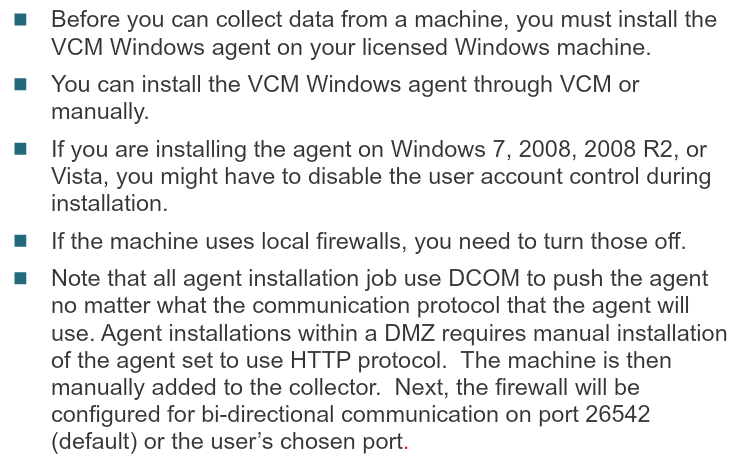 Before you can collect data from a machine, you must install the
VCM Windows agent on your licensed Windows machine.
You can install the VCM Windows agent through VCM or
manually.
If you are installing the agent on Windows 7, 2008, 2008 R2, or
Vista, you might have to disable the user account control during
installation.
If the machine uses local firewalls, you need to turn those off.
Note that all agent installation job use DCOM to push the agent
no matter what the communication protocol that the agent will
use. Agent installations within a DMZ requires manual installation
of the agent set to use HTTP protocol.  The machine is then
manually added to the collector.  Next, the firewall will be
configured for bi-directional communication on port 26542
(default) or the user’s chosen port.